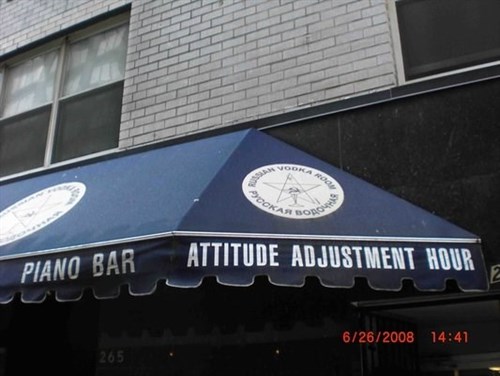 RUSSIAN VODKA ROOM
РУССКАЯ ВОДОЧНАЯ
PIANO BAR
ATTITUDE ADJUSTMENT HOUR
265
6/26/2008 14:41